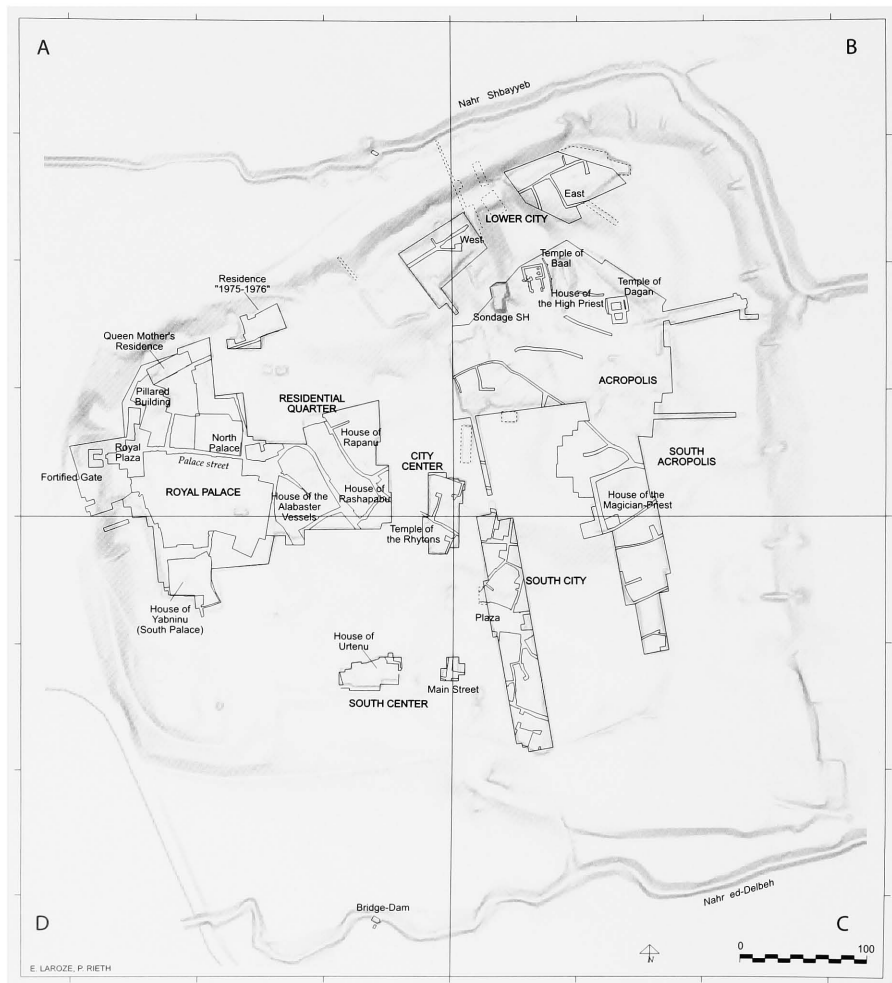 A
B
Nahr Shbayyeb
East
LOWER CITY
West
Temple of
Baal
Residence
"1975-1976"
House of
the High Priest
Temple of
Dagan
Sondage SH
Queen Mother's
Residence
Pillared
Building
ACROPOLIS
RESIDENTIAL
QUARTER
House of
Rapanu
North
Palace
Royal
Plaza
Palace street
CITY
CENTER
SOUTH
ACROPOLIS
Fortified Gate
ROYAL PALACE
House of the
Alabaster
Vessels
House of
Rashapabu
House of the
Magician-Priest
Temple of
the Rhytons
SOUTH CITY
House of
Yabninu
(South Palace)
Plaza
House of
Urtenu
Main Street
SOUTH CENTER
Nahr ed-Delbeh
Bridge-Dam
D
C
N
0
100
E. LAROZE, P. RIETH